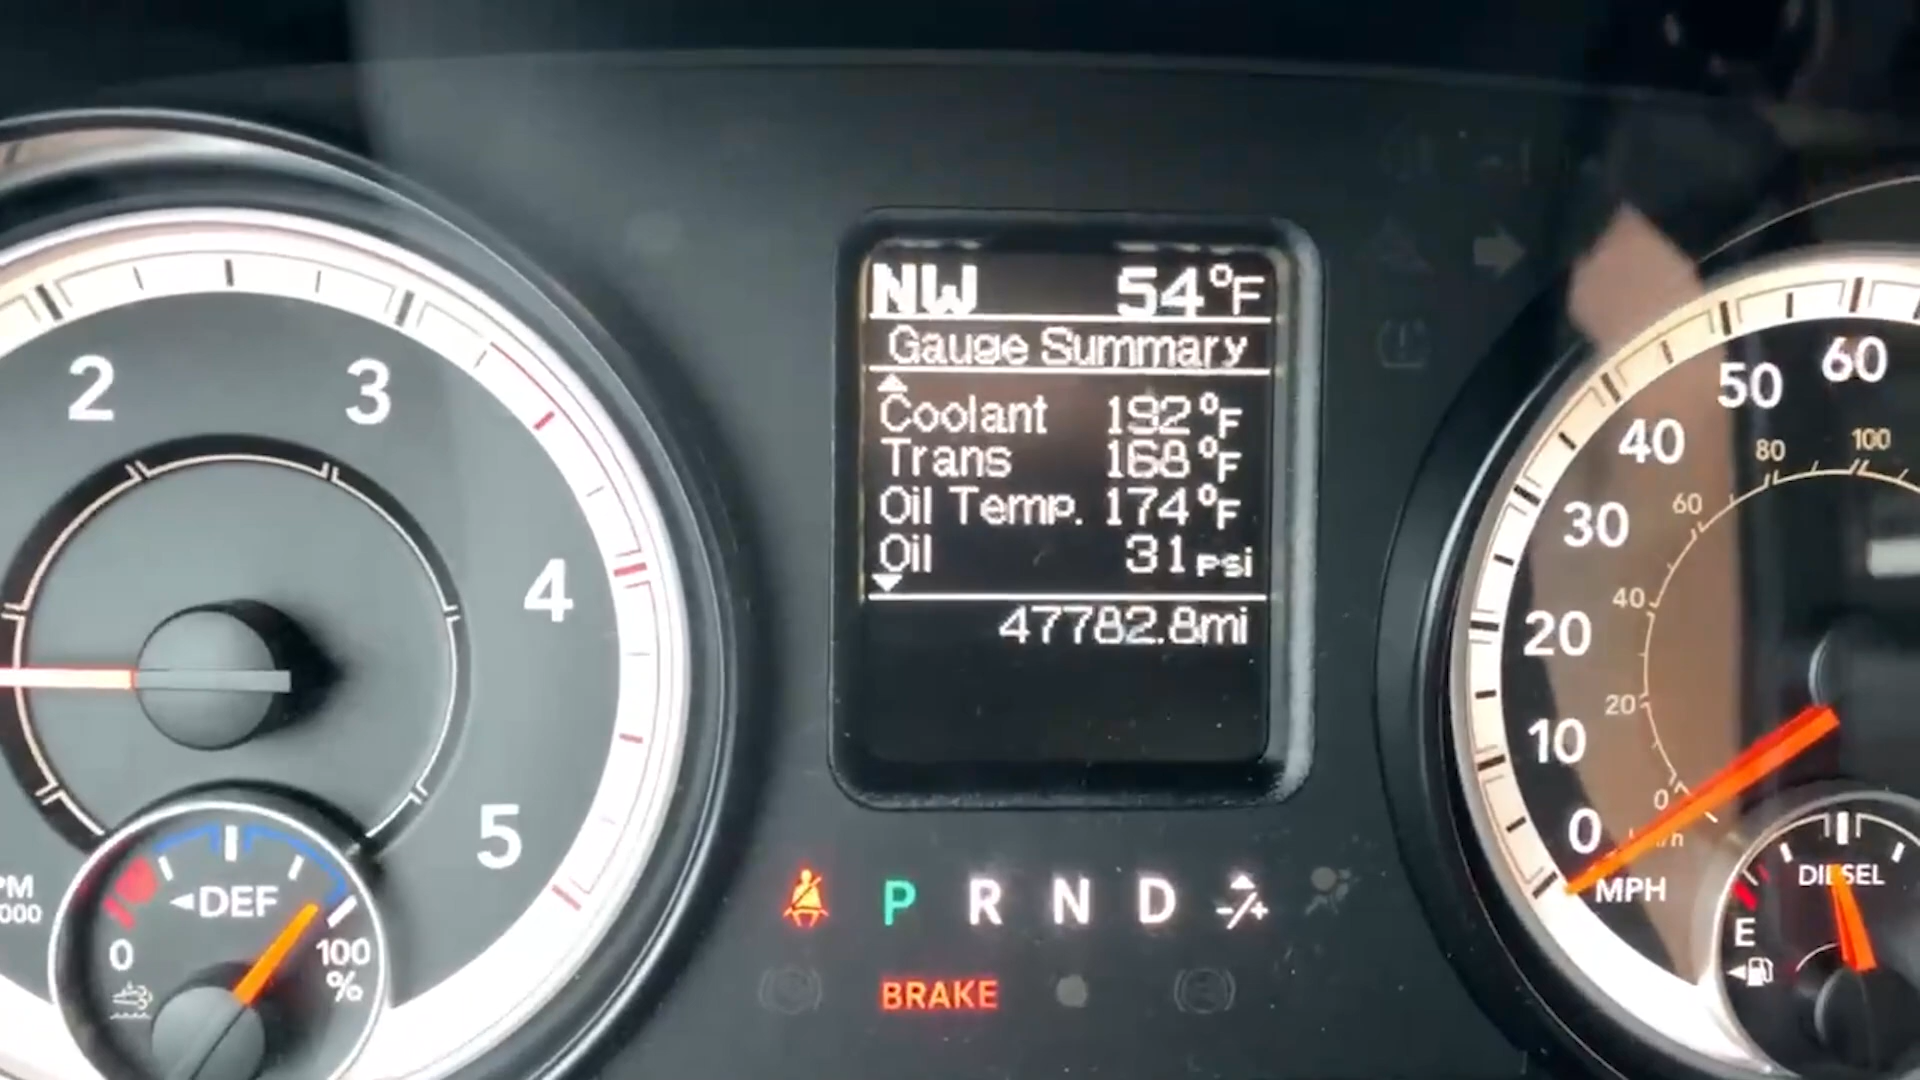 NW 54°F
Gauge Summary
Coolant 192°F
Trans 168°F
Oil Temp. 174°F
Oil 31 PSI
47782.8mi
2
3
4
5
◄DEF
0
100
%
P R N D -/+
BRAKE
60
50
40
30
20
10
0
MPH
100
80
60
40
20
0
DIESEL
E